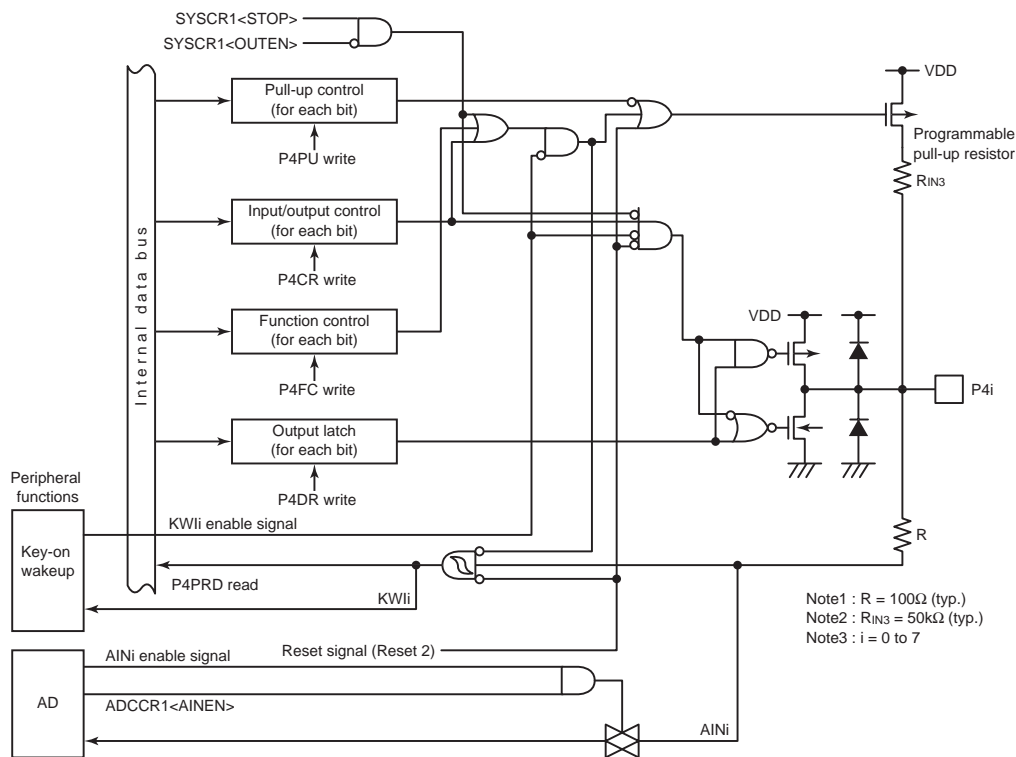 SYSCR1<STOP>
SYSCR1<OUTEN>
VDD
Pull-up control
(for each bit)
P4PU write
Programmable
pull-up resistor
RIN3
Input/output control
(for each bit)
P4CR write
Internal data bus
Function control
(for each bit)
P4FC write
VDD
P4i
Output latch
(for each bit)
P4DR write
Peripheral
functions
KWIi enable signal
Key-on
wakeup
R
P4PRD read
KWIi
Note1 : R = 100Ω (typ.)
Note2 : RIN3 = 50kΩ (typ.)
Note3 : i = 0 to 7
Reset signal (Reset 2)
AINi enable signal
AD
ADCCR1<AINEN>
AINi